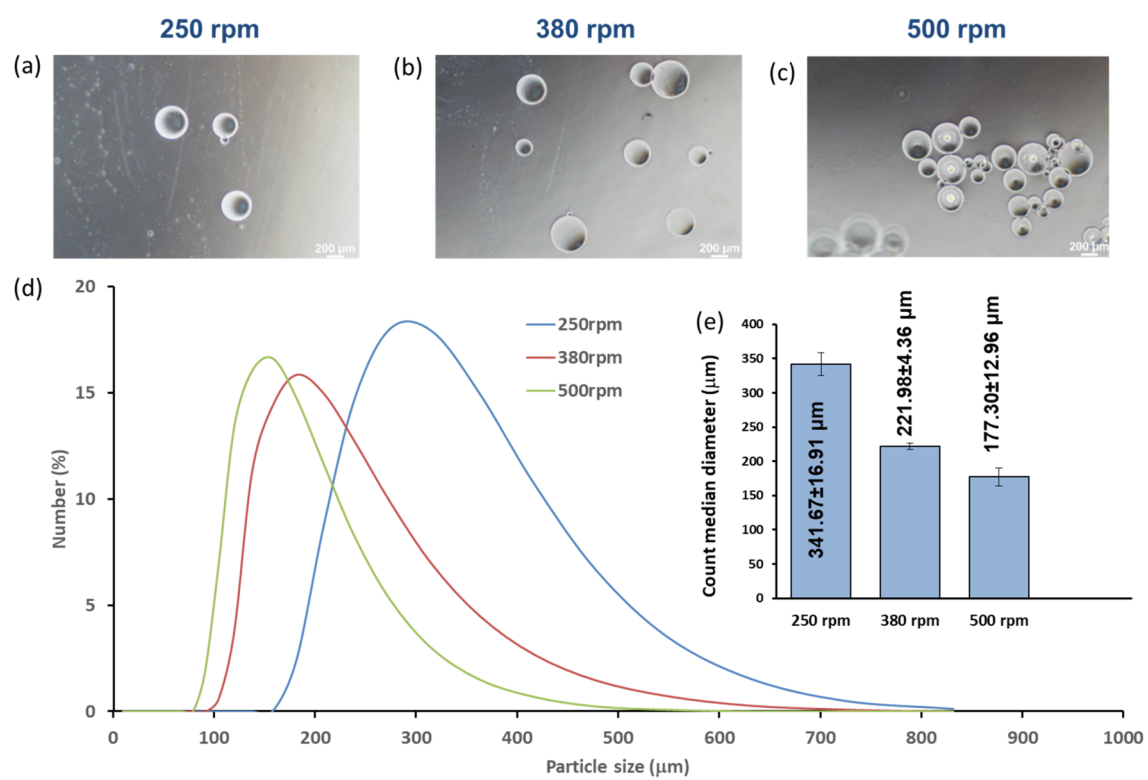 250 rpm
380 rpm
500 rpm
(a)
(b)
(c)
200 µm
200 µm
200 µm
(d)
20
15
10
5
0
Number (%)
0
100
200
300
400
500
600
700
800
900
1000
Particle size (µm)
250rpm
380rpm
500rpm
(e)
400
350
300
250
200
150
100
50
0
Count median diameter (µm)
341.67±16.91 µm
221.98±4.36 µm
177.30±12.96 µm
250 rpm
380 rpm
500 rpm